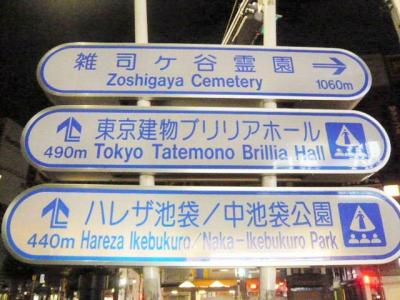 雑司ケ谷霊園
Zoshigaya Cemetery
1060m
東京建物ブリリアホール
490m Tokyo Tatemono Brillia Hall
ハレザ池袋/中池袋公園
440m Hareza Ikebukuro/Naka-Ikebukuro Park